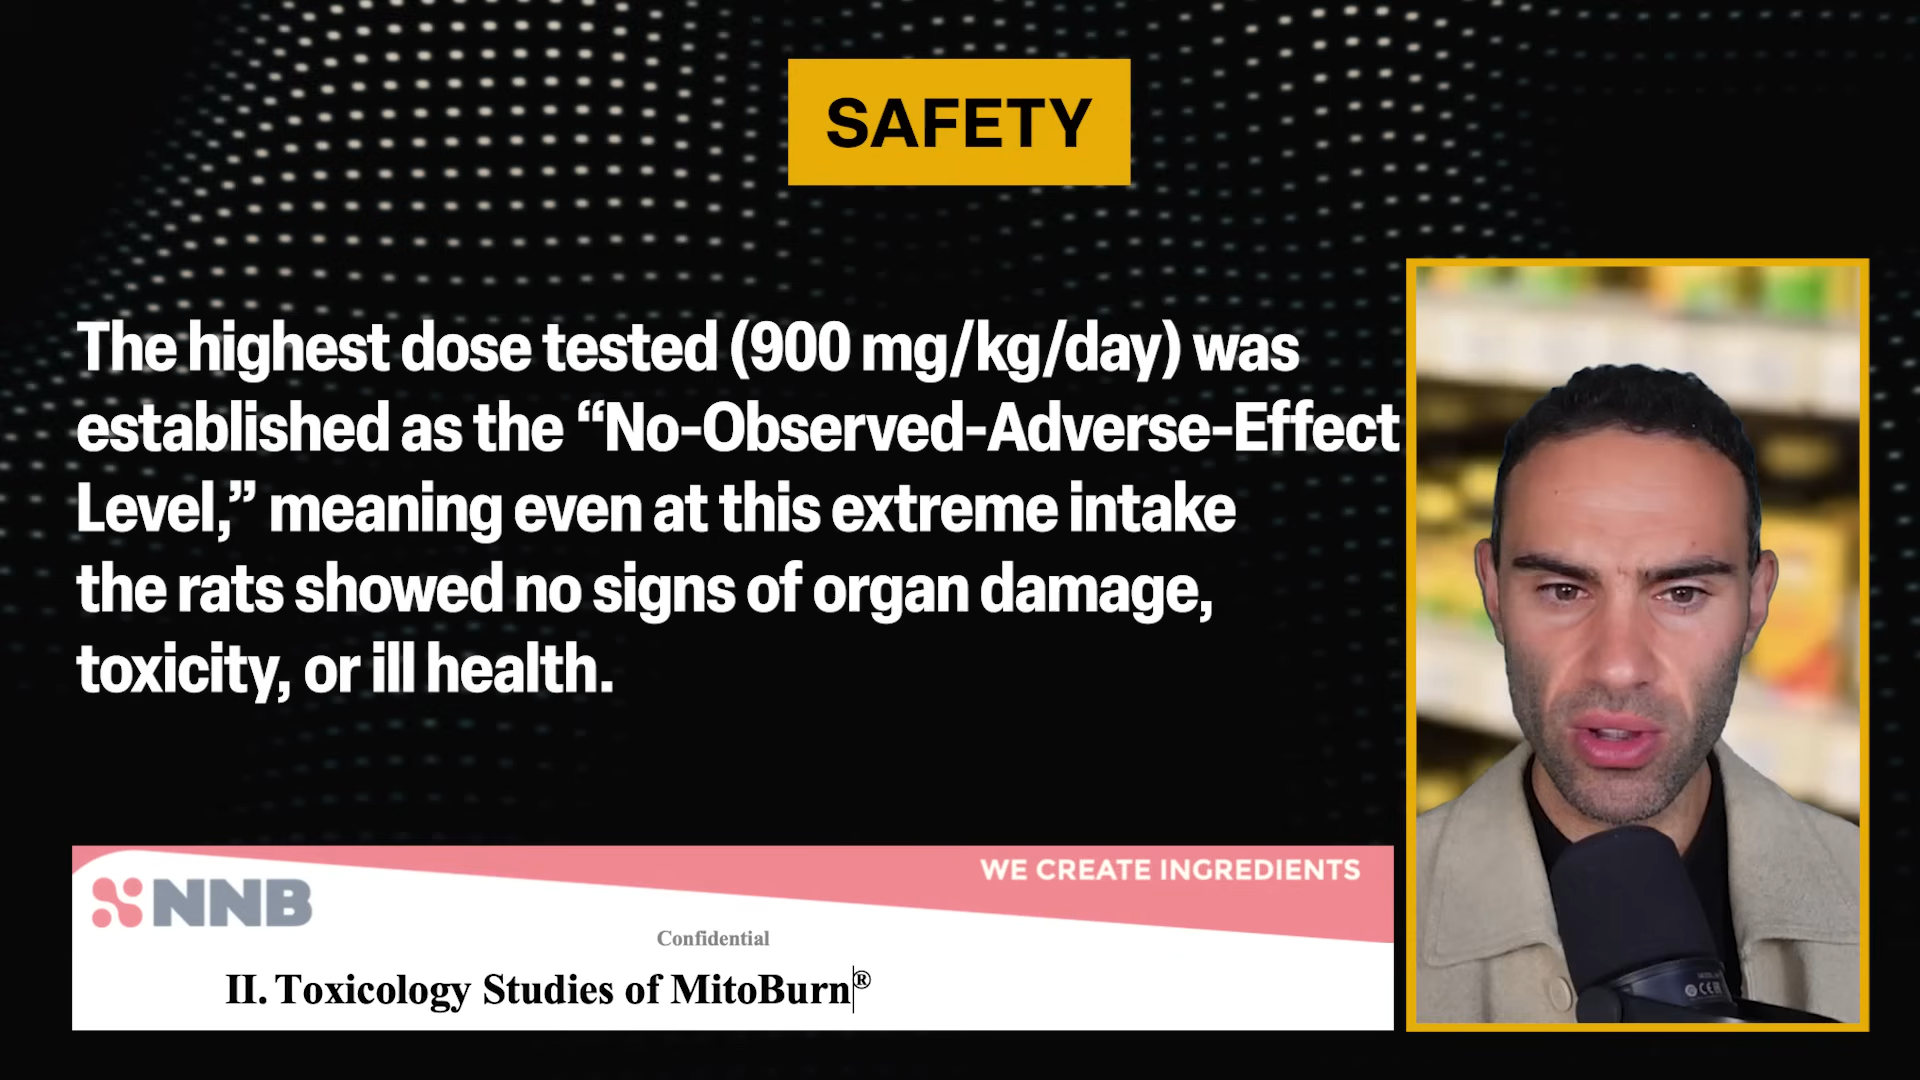 SAFETY
The highest dose tested (900 mg/kg/day) was
established as the “No-Observed-Adverse-Effect
Level,” meaning even at this extreme intake
the rats showed no signs of organ damage,
toxicity, or ill health.
WE CREATE INGREDIENTS
NNB
Confidential
II. Toxicology Studies of MitoBurn®